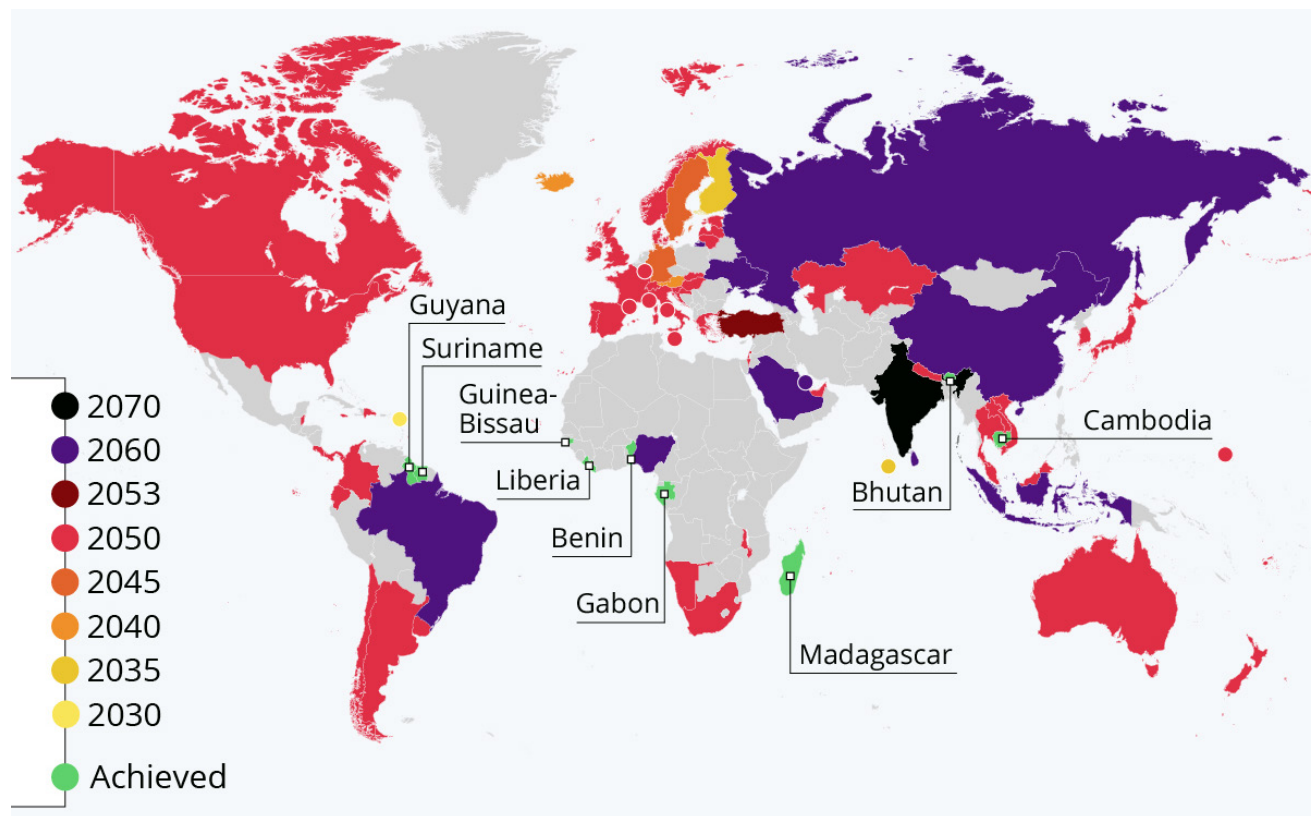 Guyana
Suriname
Guinea-
Bissau
Liberia
Benin
Gabon
Madagascar
Bhutan
Cambodia
2070
2060
2053
2050
2045
2040
2035
2030
Achieved